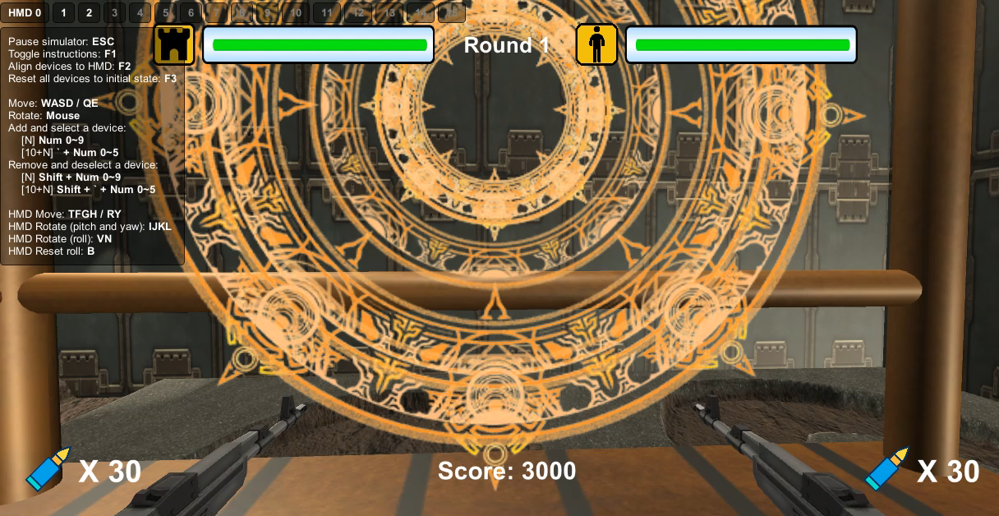 HMD 0 1 2 3 4 5 6 7 8 9 10 11 12 13 14 15
Pause simulator: ESC
Toggle instructions: F1
Align devices to HMD: F2
Reset all devices to initial state: F3
Move: WASD / QE
Rotate: Mouse
Add and select a device:
[N] Num 0~9
[10+N] ` + Num 0~5
Remove and deselect a device:
[N] Shift + Num 0~9
[10+N] Shift + ` + Num 0~5
HMD Move: TFGH / RY
HMD Rotate (pitch and yaw): IJKL
HMD Rotate (roll): VN
HMD Reset roll: B
Round 1
X 30
Score: 3000
X 30